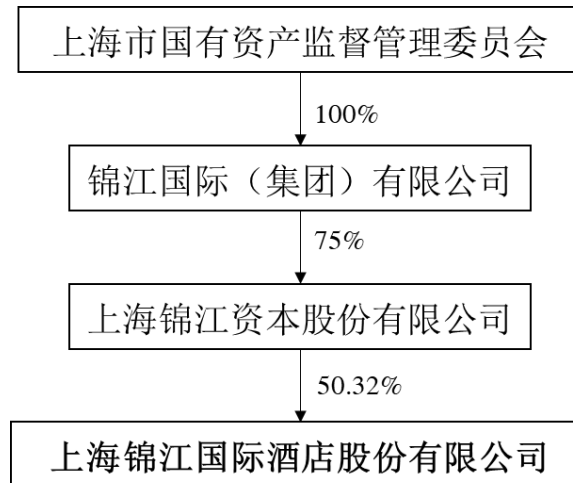 上海市国有资产监督管理委员会
100%
锦江国际（集团）有限公司
75%
上海锦江资本股份有限公司
50.32%
上海锦江国际酒店股份有限公司